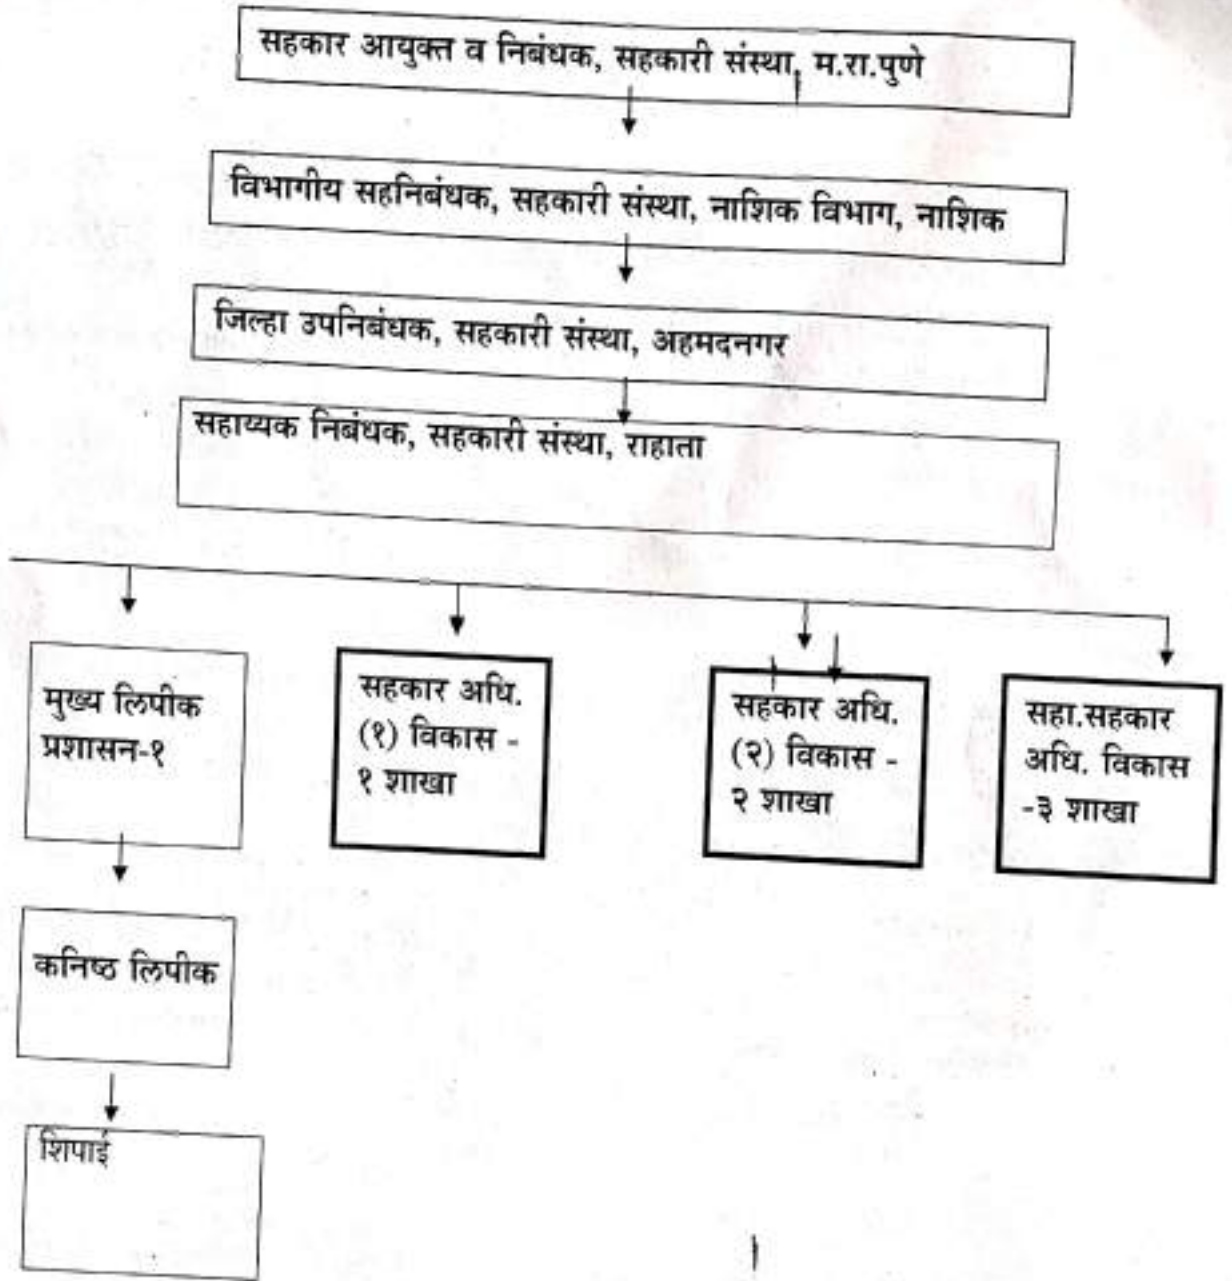 सहकार आयुक्त व निबंधक, सहकारी संस्था, म.रा.पुणे
विभागीय सहनिबंधक, सहकारी संस्था, नाशिक विभाग, नाशिक
जिल्हा उपनिबंधक, सहकारी संस्था, अहमदनगर
सहाय्यक निबंधक, सहकारी संस्था, राहाता
मुख्य लिपीक
प्रशासन-१
सहकार अधि.
(१) विकास -
१ शाखा
सहकार अधि.
(२) विकास -
२ शाखा
सहा.सहकार
अधि. विकास
-३ शाखा
कनिष्ठ लिपीक
शिपाई